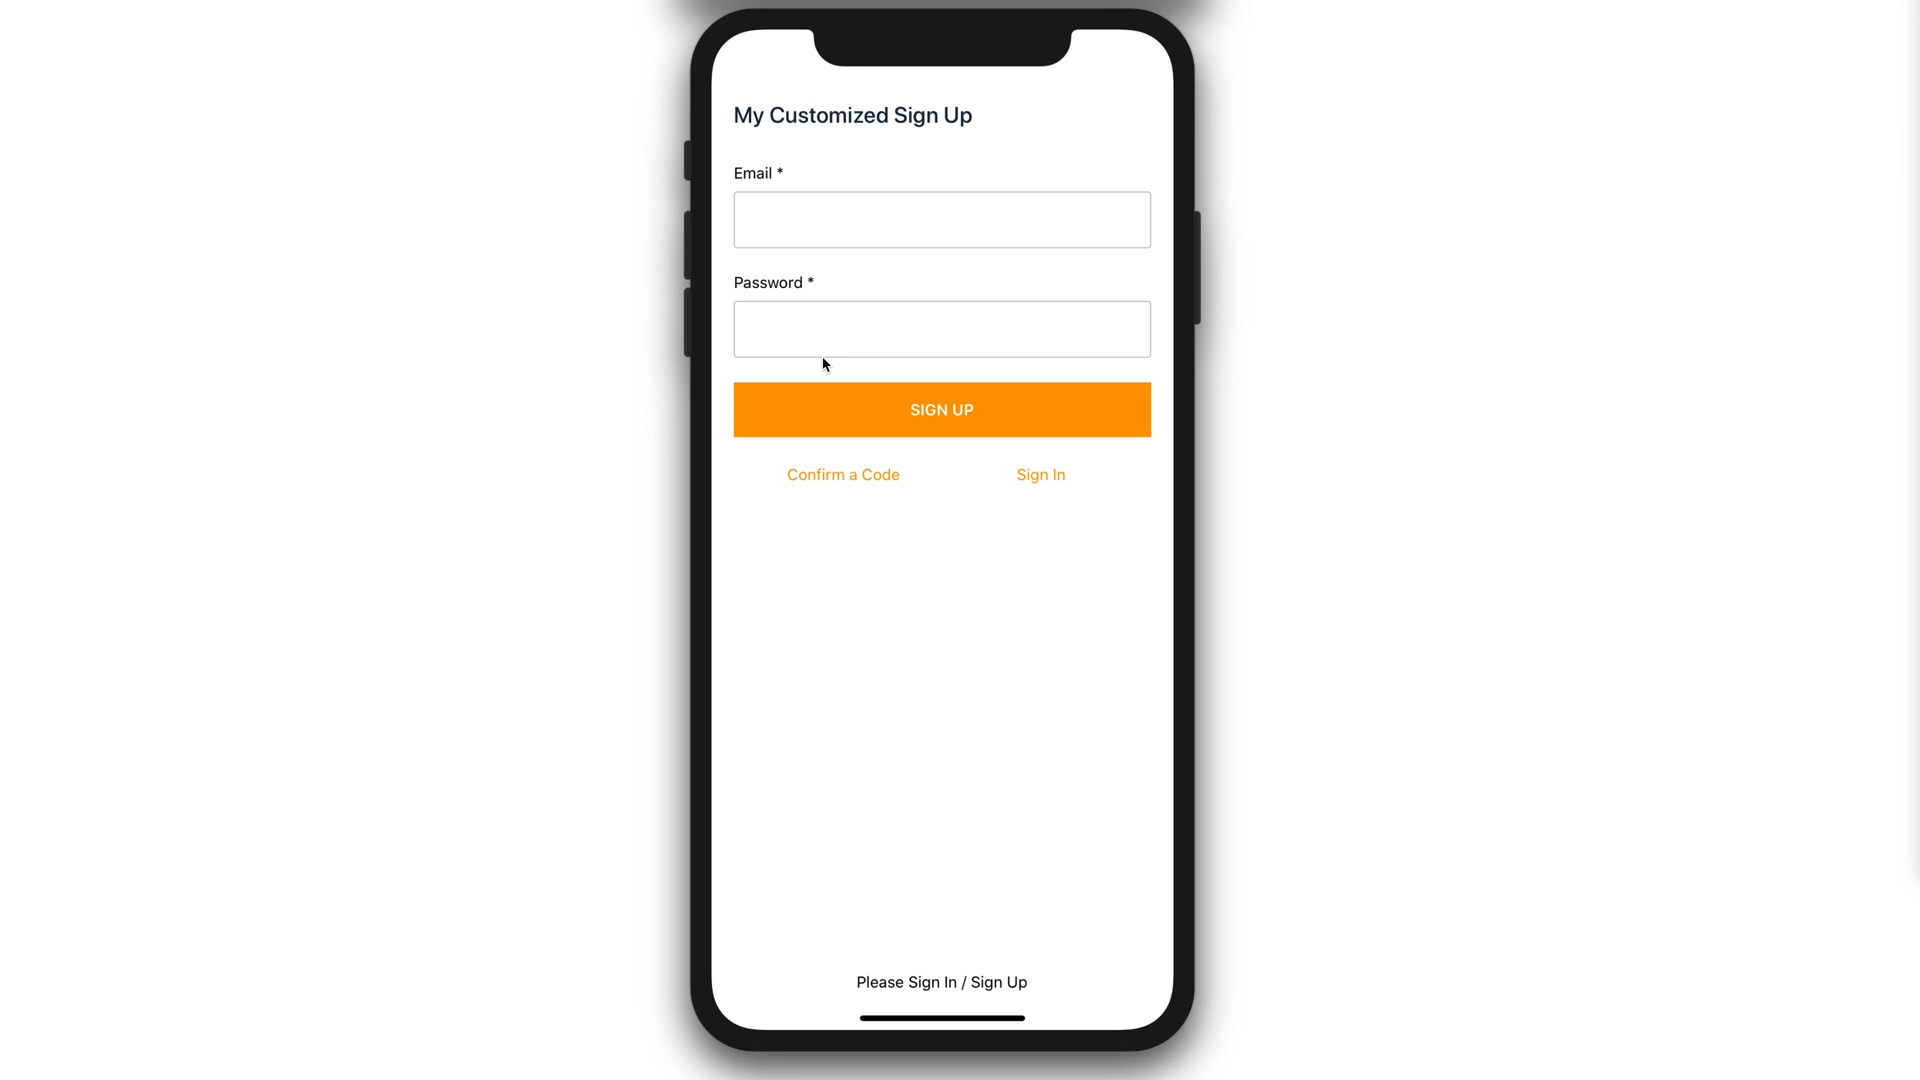 My Customized Sign Up
Email *
Password *
SIGN UP
Confirm a Code Sign In
Please Sign In / Sign Up